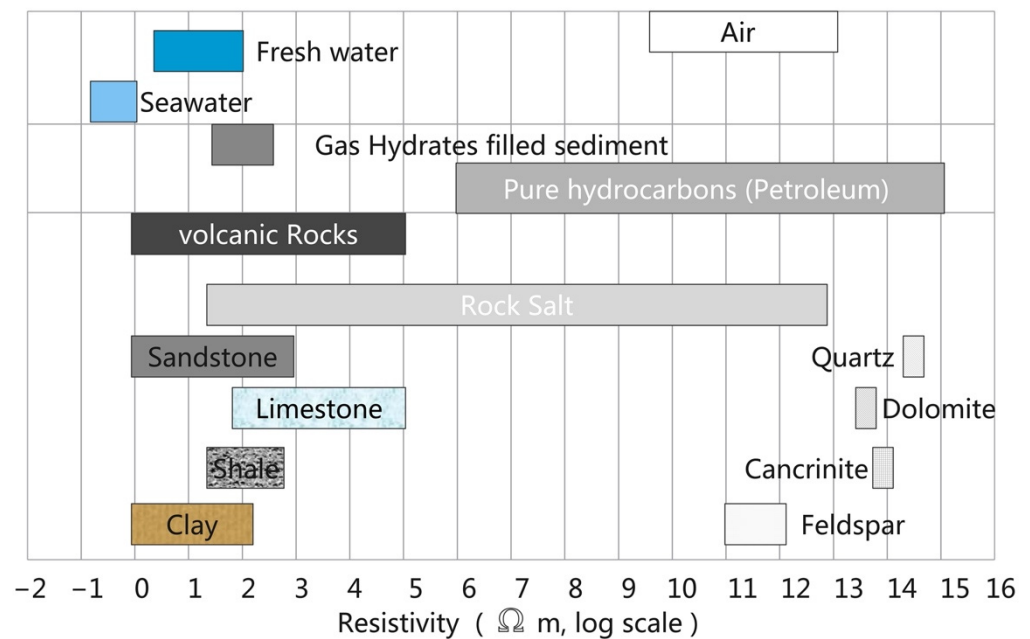 Air
Fresh water
Seawater
Gas Hydrates filled sediment
Pure hydrocarbons (Petroleum)
volcanic Rocks
Rock Salt
Sandstone
Quartz
Limestone
Dolomite
Shale
Cancrinite
Clay
Feldspar
−2 −1 0 1 2 3 4 5 6 7 8 9 10 11 12 13 14 15 16
Resistivity ( Ω m, log scale )